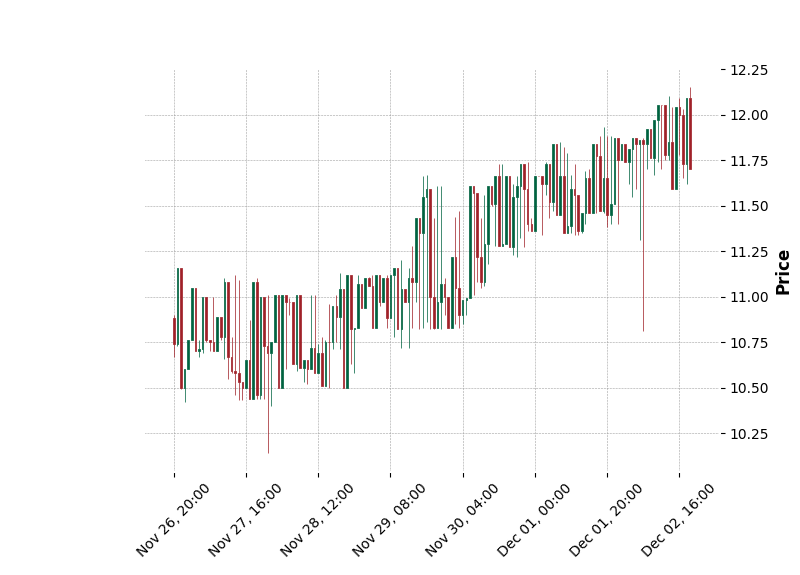 12.25
12.00
11.75
11.50
11.25
11.00
10.75
10.50
10.25
Price
Nov 26, 20:00
Nov 27, 16:00
Nov 28, 12:00
Nov 29, 08:00
Nov 30, 04:00
Dec 01, 00:00
Dec 01, 20:00
Dec 02, 16:00